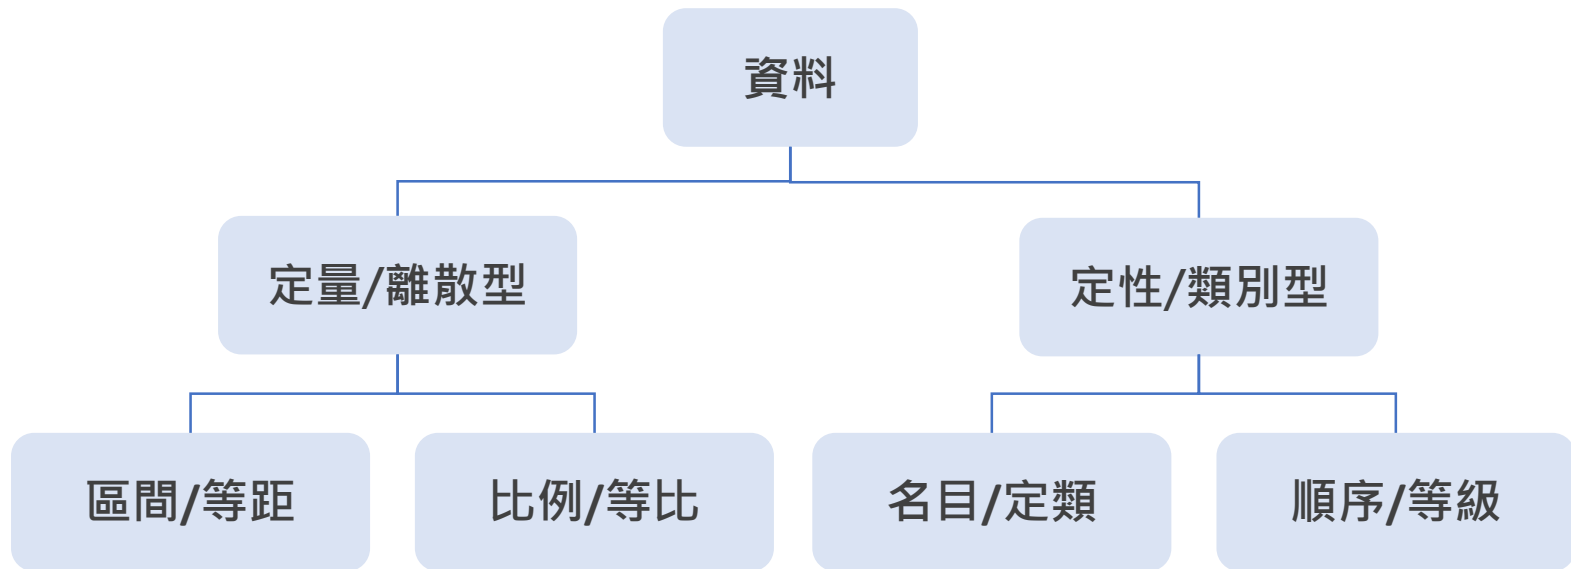 資料
定量/離散型
定性/類別型
區間/等距
比例/等比
名目/定類
順序/等級